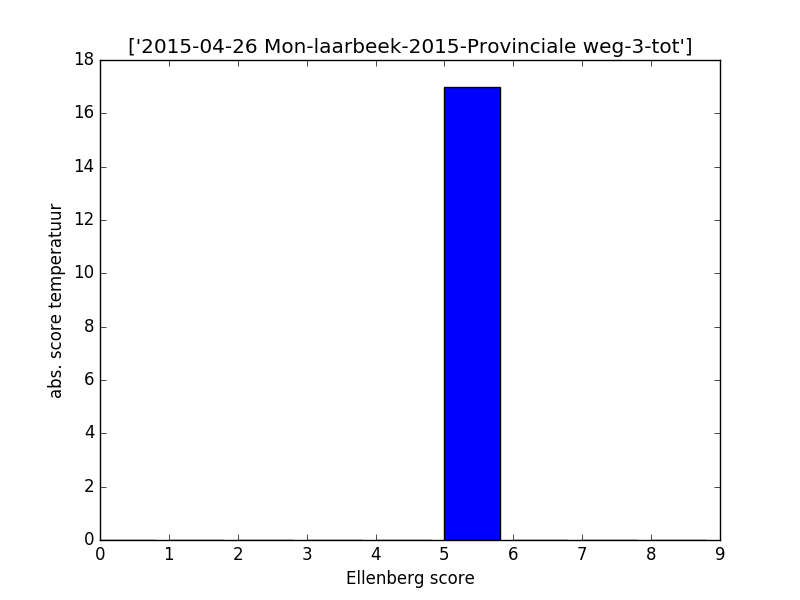 ['2015-04-26 Mon-laarbeek-2015-Provinciale weg-3-tot']
18
16
14
12
10
8
6
4
2
0
abs. score temperatuur
0 1 2 3 4 5 6 7 8 9
Ellenberg score